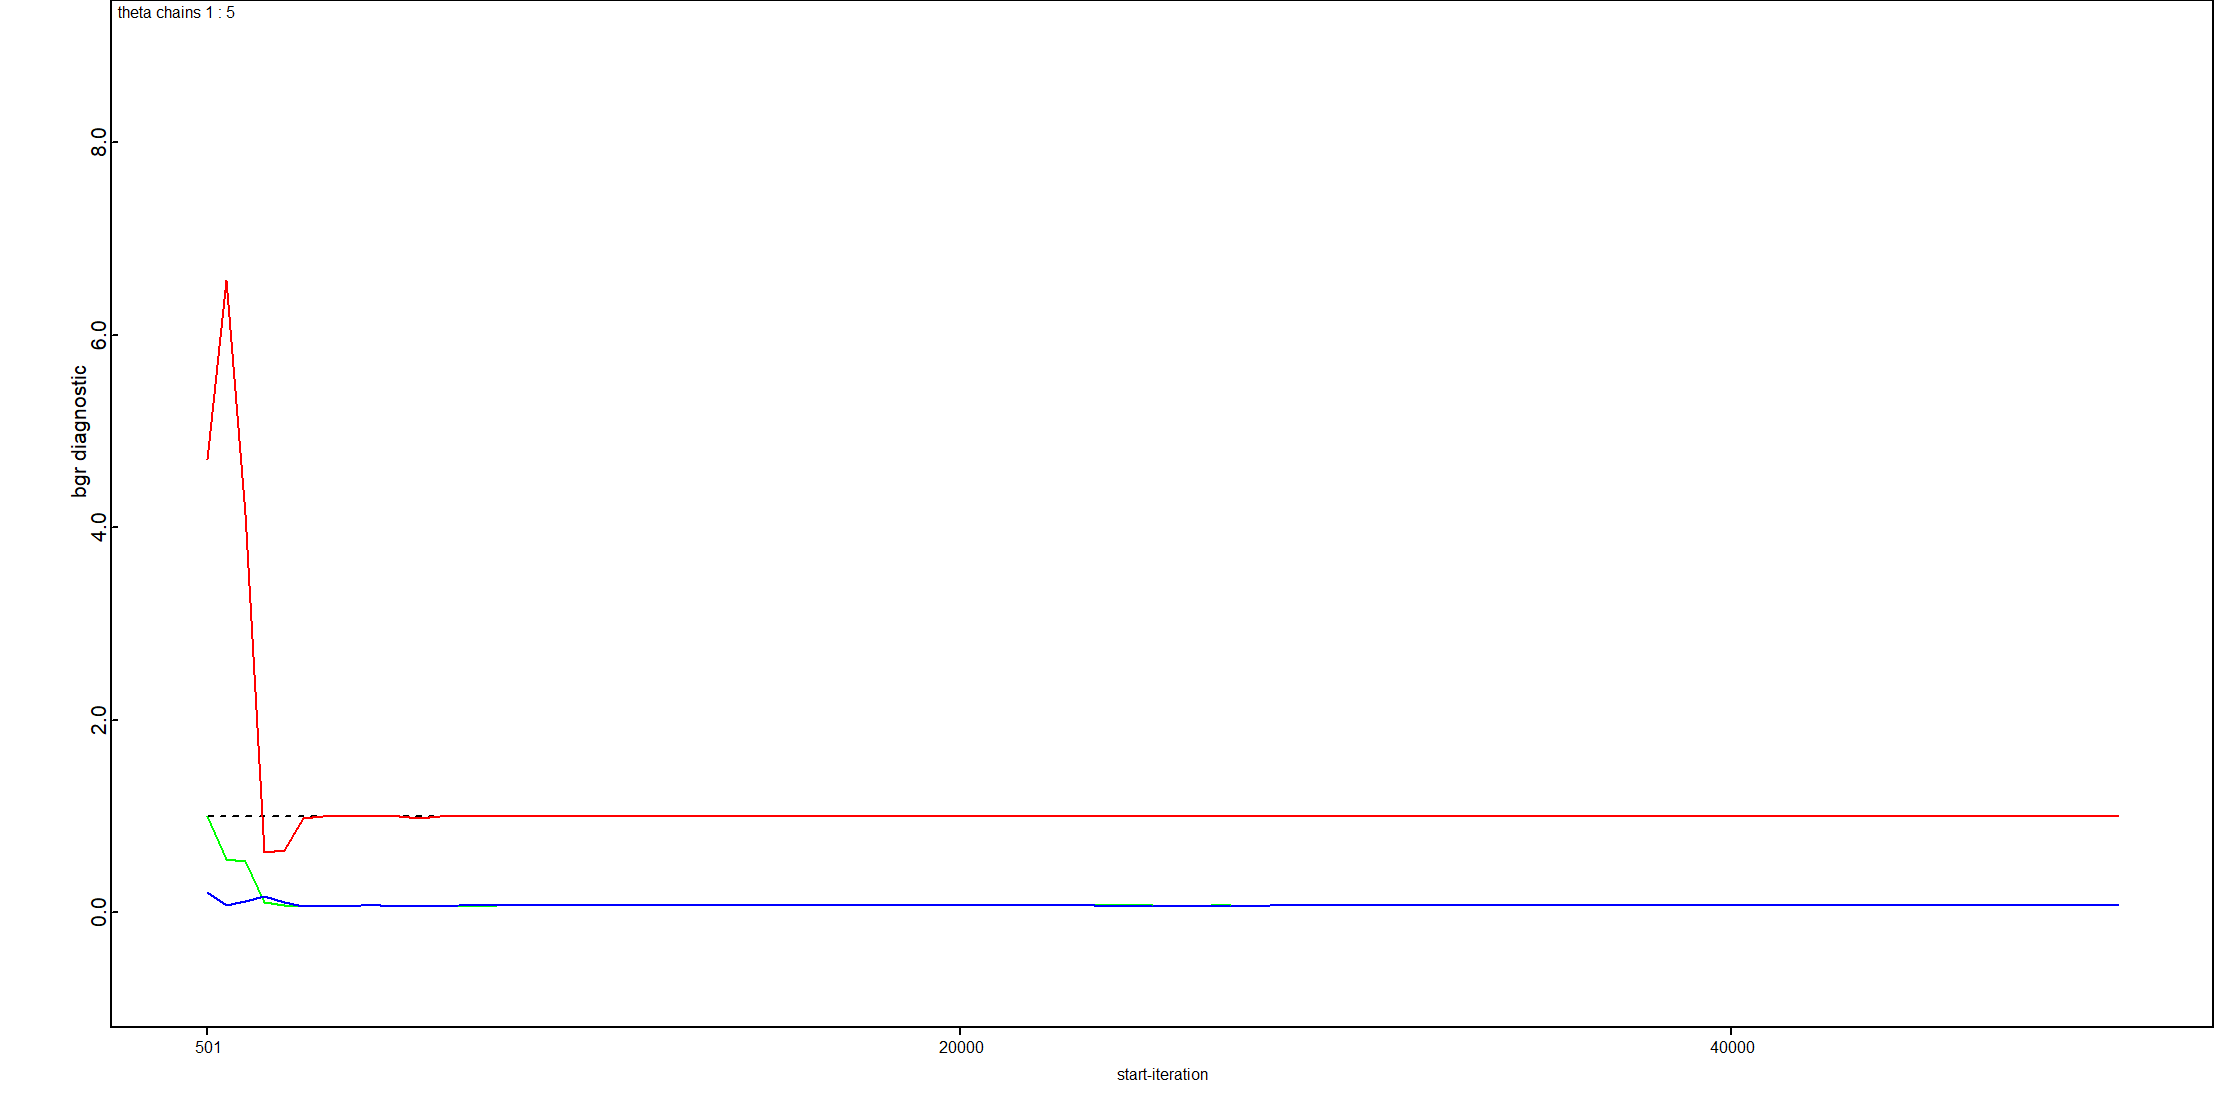 theta chains 1 : 5
8.0
6.0
4.0
2.0
0.0
bgr diagnostic
501
20000
40000
start-iteration